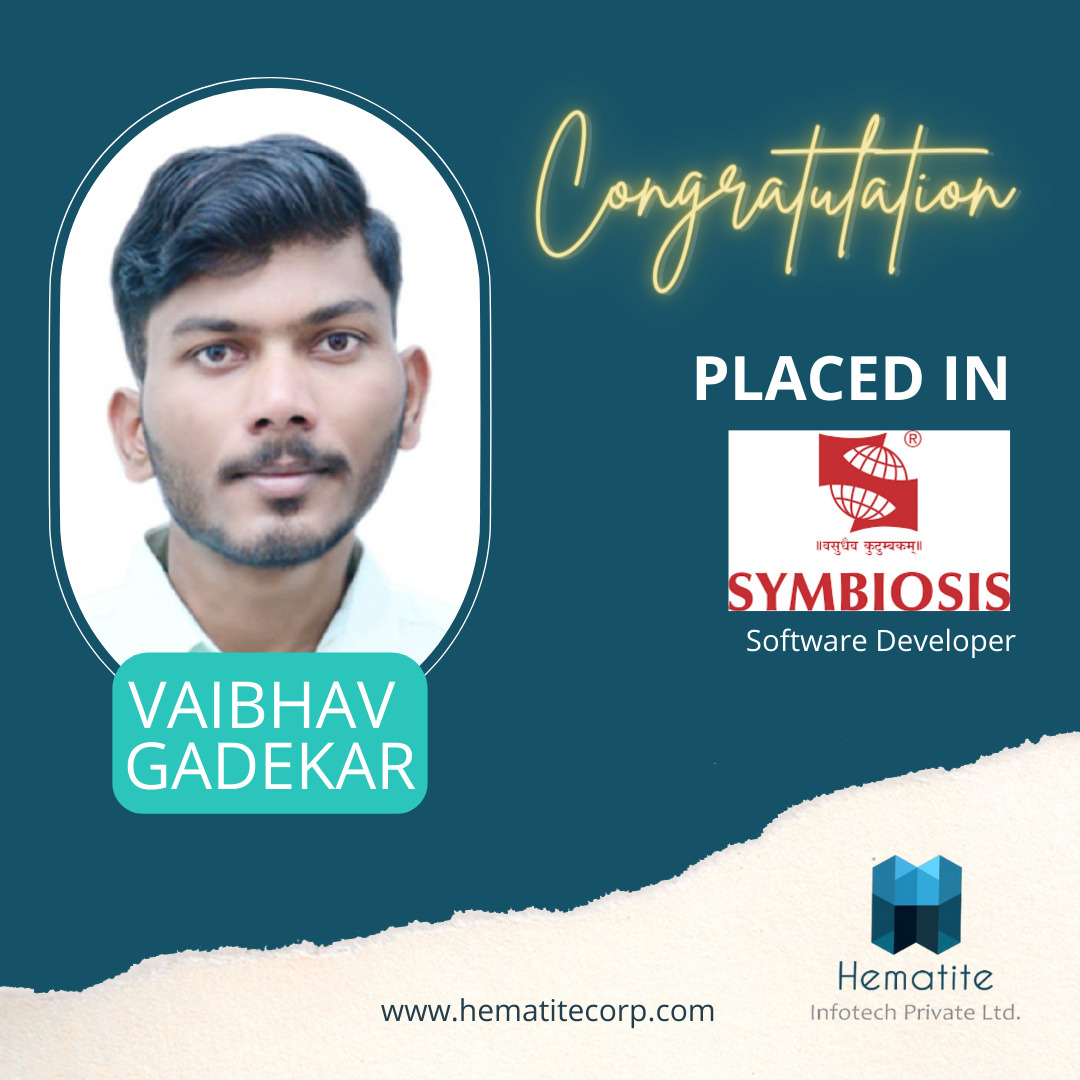 Congratulation
PLACED IN
®
॥वसुधैव कुटुम्बकम्॥
SYMBIOSIS
Software Developer
VAIBHAV
GADEKAR
Hematite
Infotech Private Ltd.
www.hematitecorp.com